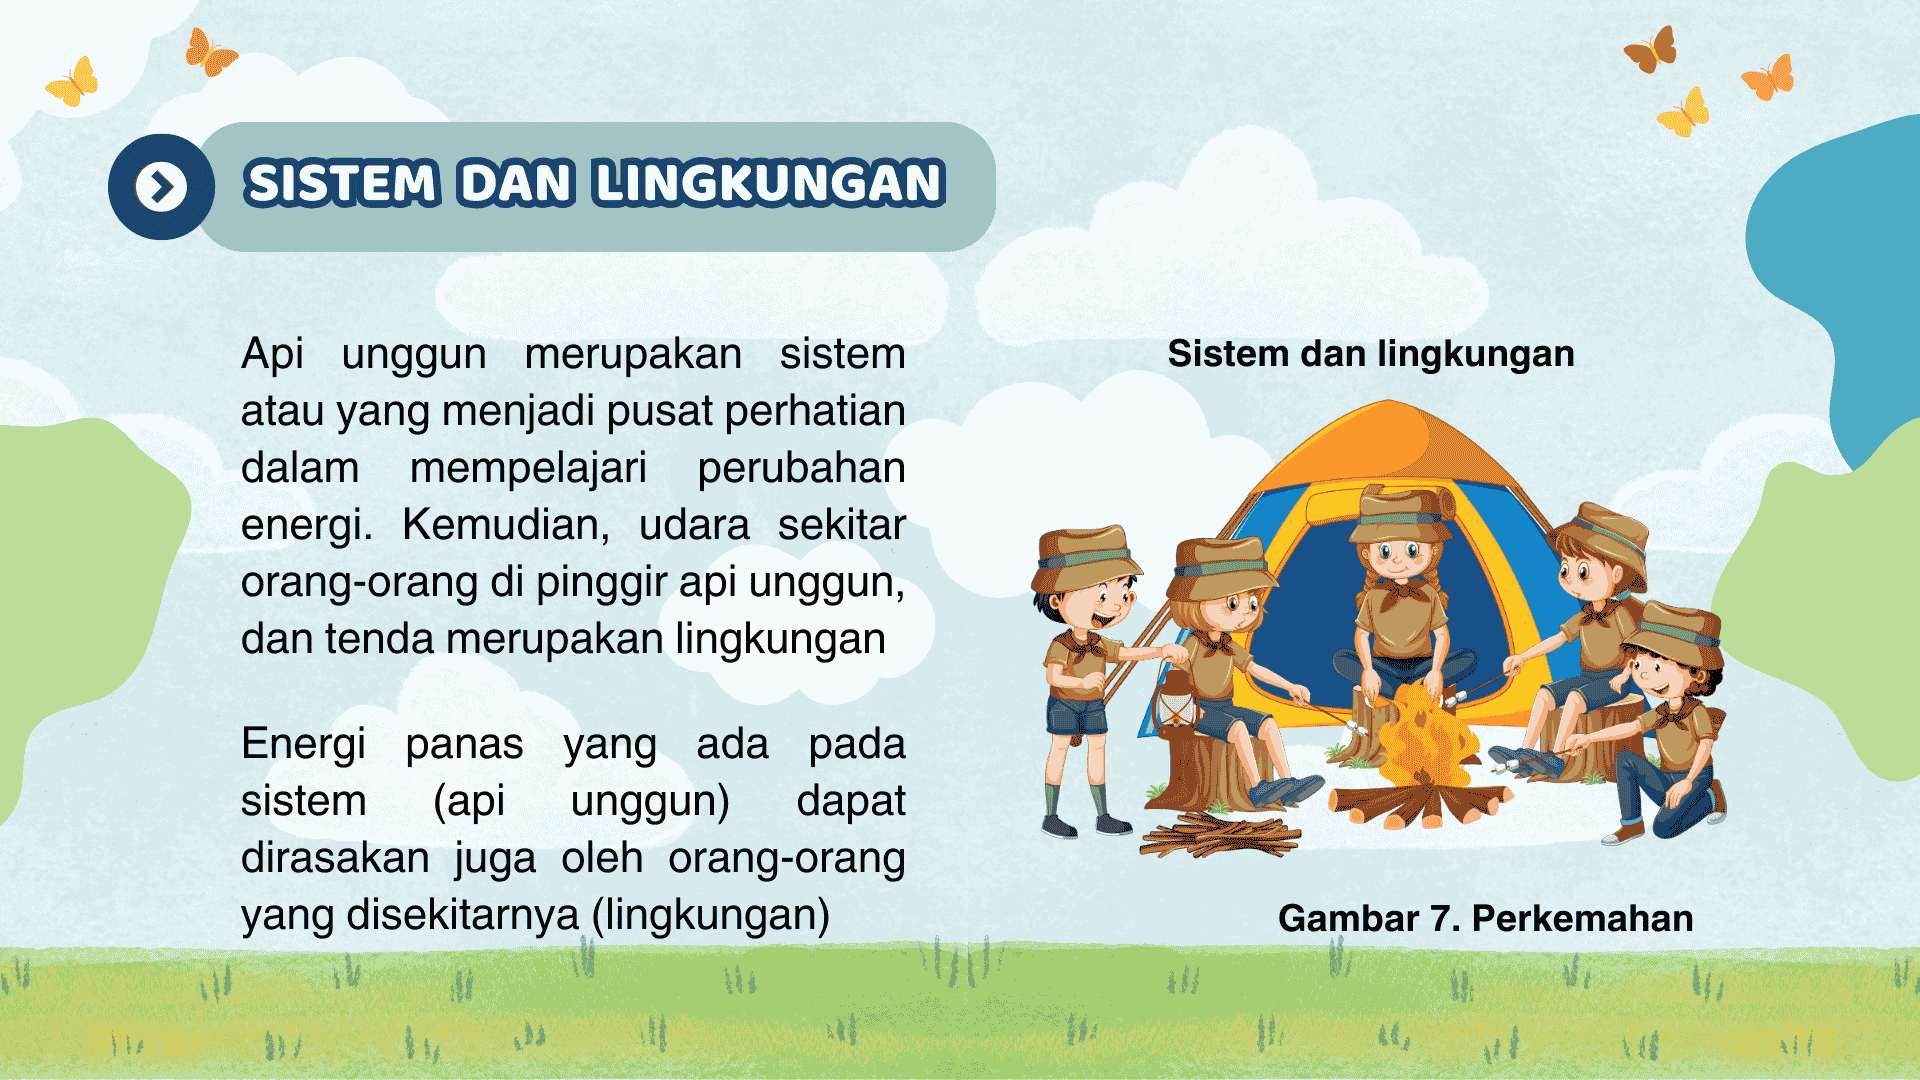 SISTEM DAN LINGKUNGAN
Api unggun merupakan sistem
atau yang menjadi pusat perhatian
dalam mempelajari perubahan
energi. Kemudian, udara sekitar
orang-orang di pinggir api unggun,
dan tenda merupakan lingkungan
Energi panas yang ada pada
sistem (api unggun) dapat
dirasakan juga oleh orang-orang
yang disekitarnya (lingkungan)
Sistem dan lingkungan
Gambar 7. Perkemahan